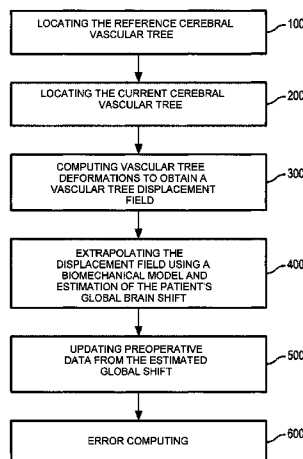 LOCATING THE REFERENCE CEREBRAL
VASCULAR TREE
100
LOCATING THE CURRENT CEREBRAL
VASCULAR TREE
200
COMPUTING VASCULAR TREE
DEFORMATIONS TO OBTAIN A
VASCULAR TREE DISPLACEMENT
FIELD
300
EXTRAPOLATING THE
DISPLACEMENT FIELD USING A
BIOMECHANICAL MODEL AND
ESTIMATION OF THE PATIENT'S
GLOBAL BRAIN SHIFT
400
UPDATING PREOPERATIVE
DATA FROM THE ESTIMATED
GLOBAL SHIFT
500
ERROR COMPUTING
600